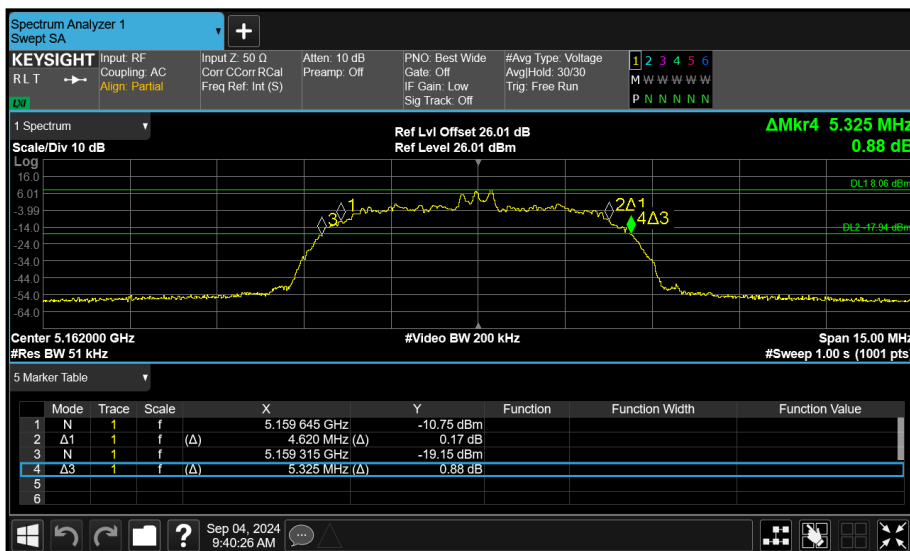 Spectrum Analyzer 1
Swept SA
+
KEYSIGHT
R L T
LXI
Input: RF
Coupling: AC
Align: Partial
Input Z: 50 Ω
Corr CCorr RCal
Freq Ref: Int (S)
Atten: 10 dB
Preamp: Off
PNO: Best Wide
Gate: Off
IF Gain: Low
Sig Track: Off
#Avg Type: Voltage
Avg|Hold: 30/30
Trig: Free Run
1 2 3 4 5 6
M W W W W W
P N N N N N
1 Spectrum
Scale/Div 10 dB
Ref Lvl Offset 26.01 dB
Ref Level 26.01 dBm
ΔMkr4 5.325 MHz
0.88 dB
Log
16.0
6.01
-3.99
-14.0
-24.0
-34.0
-44.0
-54.0
-64.0
DL1 8.06 dBm
DL2 -17.94 dBm
3
1
2Δ1
4Δ3
Center 5.162000 GHz
#Res BW 51 kHz
#Video BW 200 kHz
Span 15.00 MHz
#Sweep 1.00 s (1001 pts)
5 Marker Table
Mode Trace Scale X Y Function Function Width Function Value
1 N 1 f 5.159 645 GHz -10.75 dBm
2 Δ1 1 f (Δ) 4.620 MHz (Δ) 0.17 dB
3 N 1 f 5.159 315 GHz -19.15 dBm
4 Δ3 1 f (Δ) 5.325 MHz (Δ) 0.88 dB
5
6
?
Sep 04, 2024
9:40:26 AM